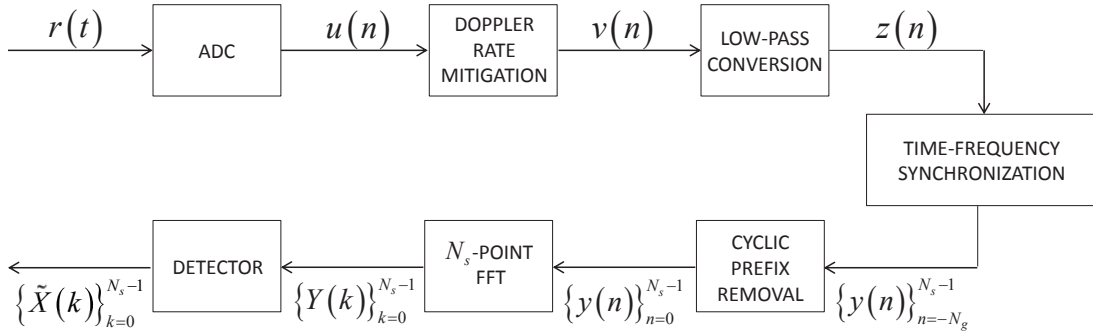 r(t)
ADC
u(n)
DOPPLER
RATE
MITIGATION
v(n)
LOW-PASS
CONVERSION
z(n)
TIME-FREQUENCY
SYNCHRONIZATION
{y(n)}_{n=-N_g}^{N_s-1}
CYCLIC
PREFIX
REMOVAL
{y(n)}_{n=0}^{N_s-1}
N_s-POINT
FFT
{Y(k)}_{k=0}^{N_s-1}
DETECTOR
{X̃(k)}_{k=0}^{N_s-1}